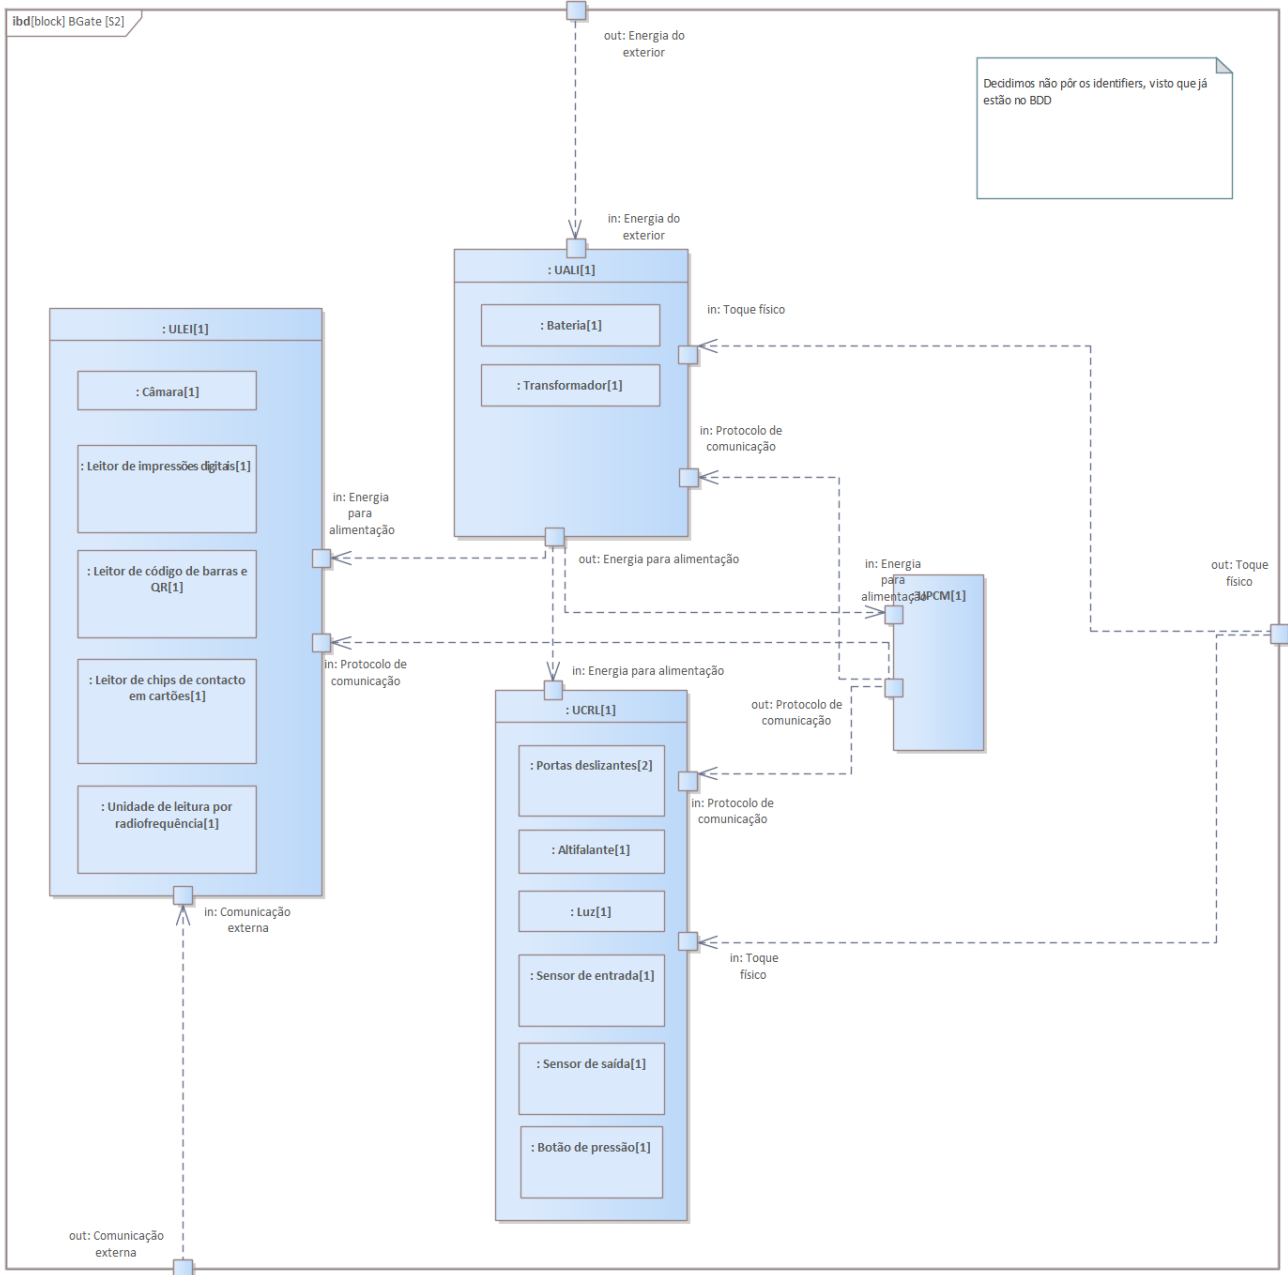 ibd[block] BGate [S2]
out: Energia do
exterior
Decidimos não pôr os identifiers, visto que já
estão no BDD
in: Energia do
exterior
: UALI[1]
: Bateria[1]
: Transformador[1]
in: Toque físico
in: Protocolo de
comunicação
: ULEI[1]
: Câmara[1]
: Leitor de impressões digitais[1]
: Leitor de código de barras e
QR[1]
: Leitor de chips de contacto
em cartões[1]
: Unidade de leitura por
radiofrequência[1]
in: Energia
para
alimentação
out: Energia para alimentação
in: Energia
para
alimentação
: UPCM[1]
out: Toque
físico
in: Protocolo de
comunicação
in: Energia para alimentação
out: Protocolo de
comunicação
: UCRL[1]
: Portas deslizantes[2]
: Altifalante[1]
: Luz[1]
: Sensor de entrada[1]
: Sensor de saída[1]
: Botão de pressão[1]
in: Protocolo de
comunicação
in: Toque
físico
in: Comunicação
externa
out: Comunicação
externa